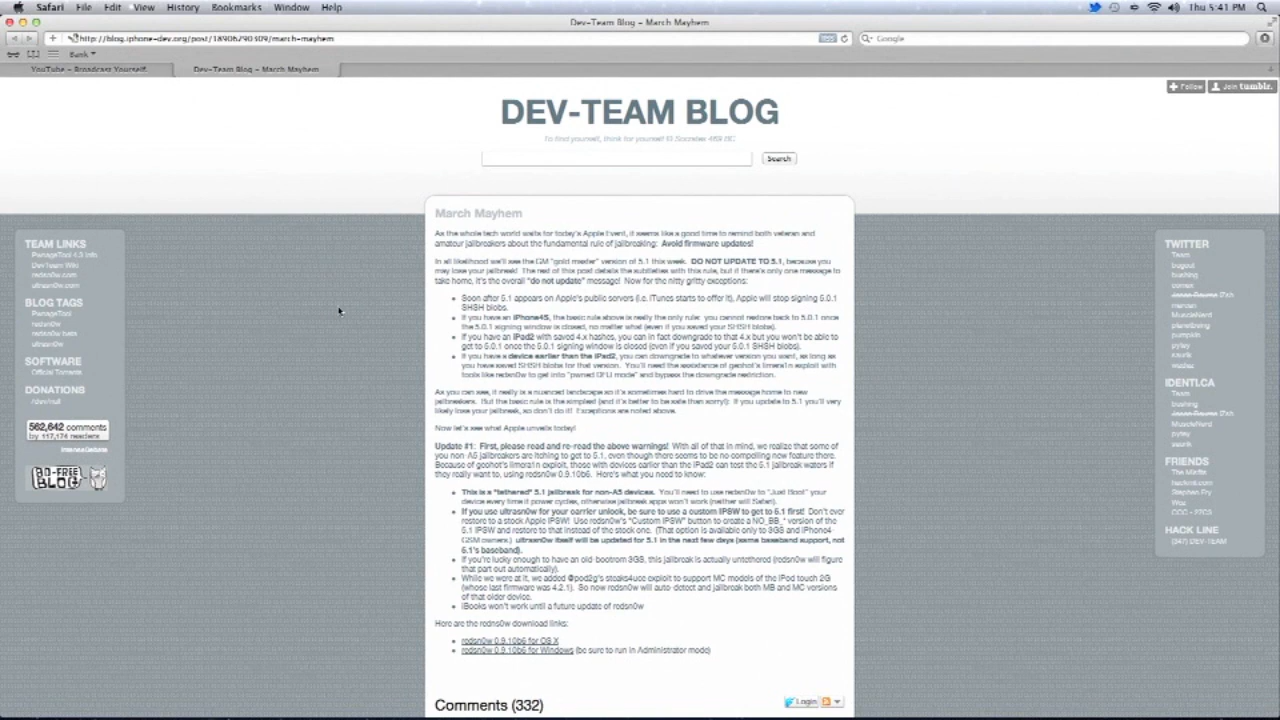 Safari File Edit View History Bookmarks Window Help Thu 5:41 PM
Dev-Team Blog – March Mayhem
http://blog.iphone-dev.org/post/18906290309/march-mayhem
Google
Bank
YouTube – Broadcast Yourself.
Dev-Team Blog – March Mayhem
Follow
Join tumblr.
DEV-TEAM BLOG
To find yourself, think for yourself © Socrates 469 BC
Search
TEAM LINKS
PwnageTool 4.3 Info
DevTeam Wiki
redsn0w.com
ultrasn0w.com
BLOG TAGS
PwnageTool
redsn0w
redsn0w beta
ultrasn0w
SOFTWARE
Official Torrents
DONATIONS
/dev/null
562,642 comments
by 117,174 readers
AD-FREE
BLOG
March Mayhem
As the whole tech world waits for today's Apple Event, it seems like a good time to remind both veteran and
amateur jailbreakers about the fundamental rule of jailbreaking: Avoid firmware updates!
In all likelihood we'll see the GM "gold master" version of 5.1 this week. DO NOT UPDATE TO 5.1, because you
may lose your jailbreak! The rest of this post details the subtleties with this rule, but if there's only one message to
take home, it's the overall "do not update" message! Now for the nitty gritty exceptions:
Soon after 5.1 appears on Apple's public servers (i.e. iTunes starts to offer it), Apple will stop signing 5.0.1
SHSH blobs.
If you have an iPhone4S, the basic rule above is really the only rule: you cannot restore back to 5.0.1 once
the 5.0.1 signing window is closed, no matter what (even if you saved your SHSH blobs).
If you have an iPad2 with saved 4.x hashes, you can in fact downgrade to that 4.x but you won't be able to
get to 5.0.1 once the 5.0.1 signing window is closed (even if you saved your 5.0.1 SHSH blobs).
If you have a device earlier than the iPad2, you can downgrade to whatever version you want, as long as
you have saved SHSH blobs for that version. You'll need the assistance of geohot's limera1n exploit with
tools like redsn0w to get into "pwned DFU mode" and bypass the downgrade restriction.
As you can see, it really is a nuanced landscape so it's sometimes hard to drive the message home to new
jailbreakers. But the basic rule is the simplest (and it's better to be safe than sorry!): If you update to 5.1 you'll very
likely lose your jailbreak, so don't do it! Exceptions are noted above.
Now let's see what Apple unveils today!
Update #1: First, please read and re-read the above warnings! With all of that in mind, we realize that some of
you non-A5 jailbreakers are itching to get to 5.1, even though there seems to be no compelling new feature there.
Because of geohot's limera1n exploit, those with devices earlier than the iPad2 can test the 5.1 jailbreak waters if
they really want to, using redsn0w 0.9.10b6. Here's what you need to know:
This is a "tethered" 5.1 jailbreak for non-A5 devices. You'll need to use redsn0w to "Just Boot" your
device every time it power cycles, otherwise jailbreak apps won't work (neither will Safari).
If you use ultrasn0w for your carrier unlock, be sure to use a custom IPSW to get to 5.1 first! Don't ever
restore to a stock Apple IPSW! Use redsn0w's "Custom IPSW" button to create a NO_BB_* version of the
5.1 IPSW and restore to that instead of the stock one. (That option is available only to 3GS and iPhone4-
GSM owners.) ultrasn0w itself will be updated for 5.1 in the next few days (same baseband support, not
5.1's baseband).
If you're lucky enough to have an old-bootrom 3GS, this jailbreak is actually untethered (redsn0w will figure
that part out automatically).
While we were at it, we added @pod2g's steaks4uce exploit to support MC models of the iPod touch 2G
(whose last firmware was 4.2.1). So now redsn0w will auto-detect and jailbreak both MB and MC versions
of that older device.
iBooks won't work until a future update of redsn0w
Here are the redsn0w download links:
redsn0w 0.9.10b6 for OS X
redsn0w 0.9.10b6 for Windows (be sure to run in Administrator mode)
Comments (332)
Login
TWITTER
Team
bugout
bushing
comex
MuscleNerd
planetbeing
pumpkin
pytey
saurik
wizdaz
IDENTI.CA
Team
bushing
MuscleNerd
pytey
saurik
FRIENDS
The Misfits
hackint.com
Stephen Fry
Woz
HACK LINE
(347) DEV-TEAM